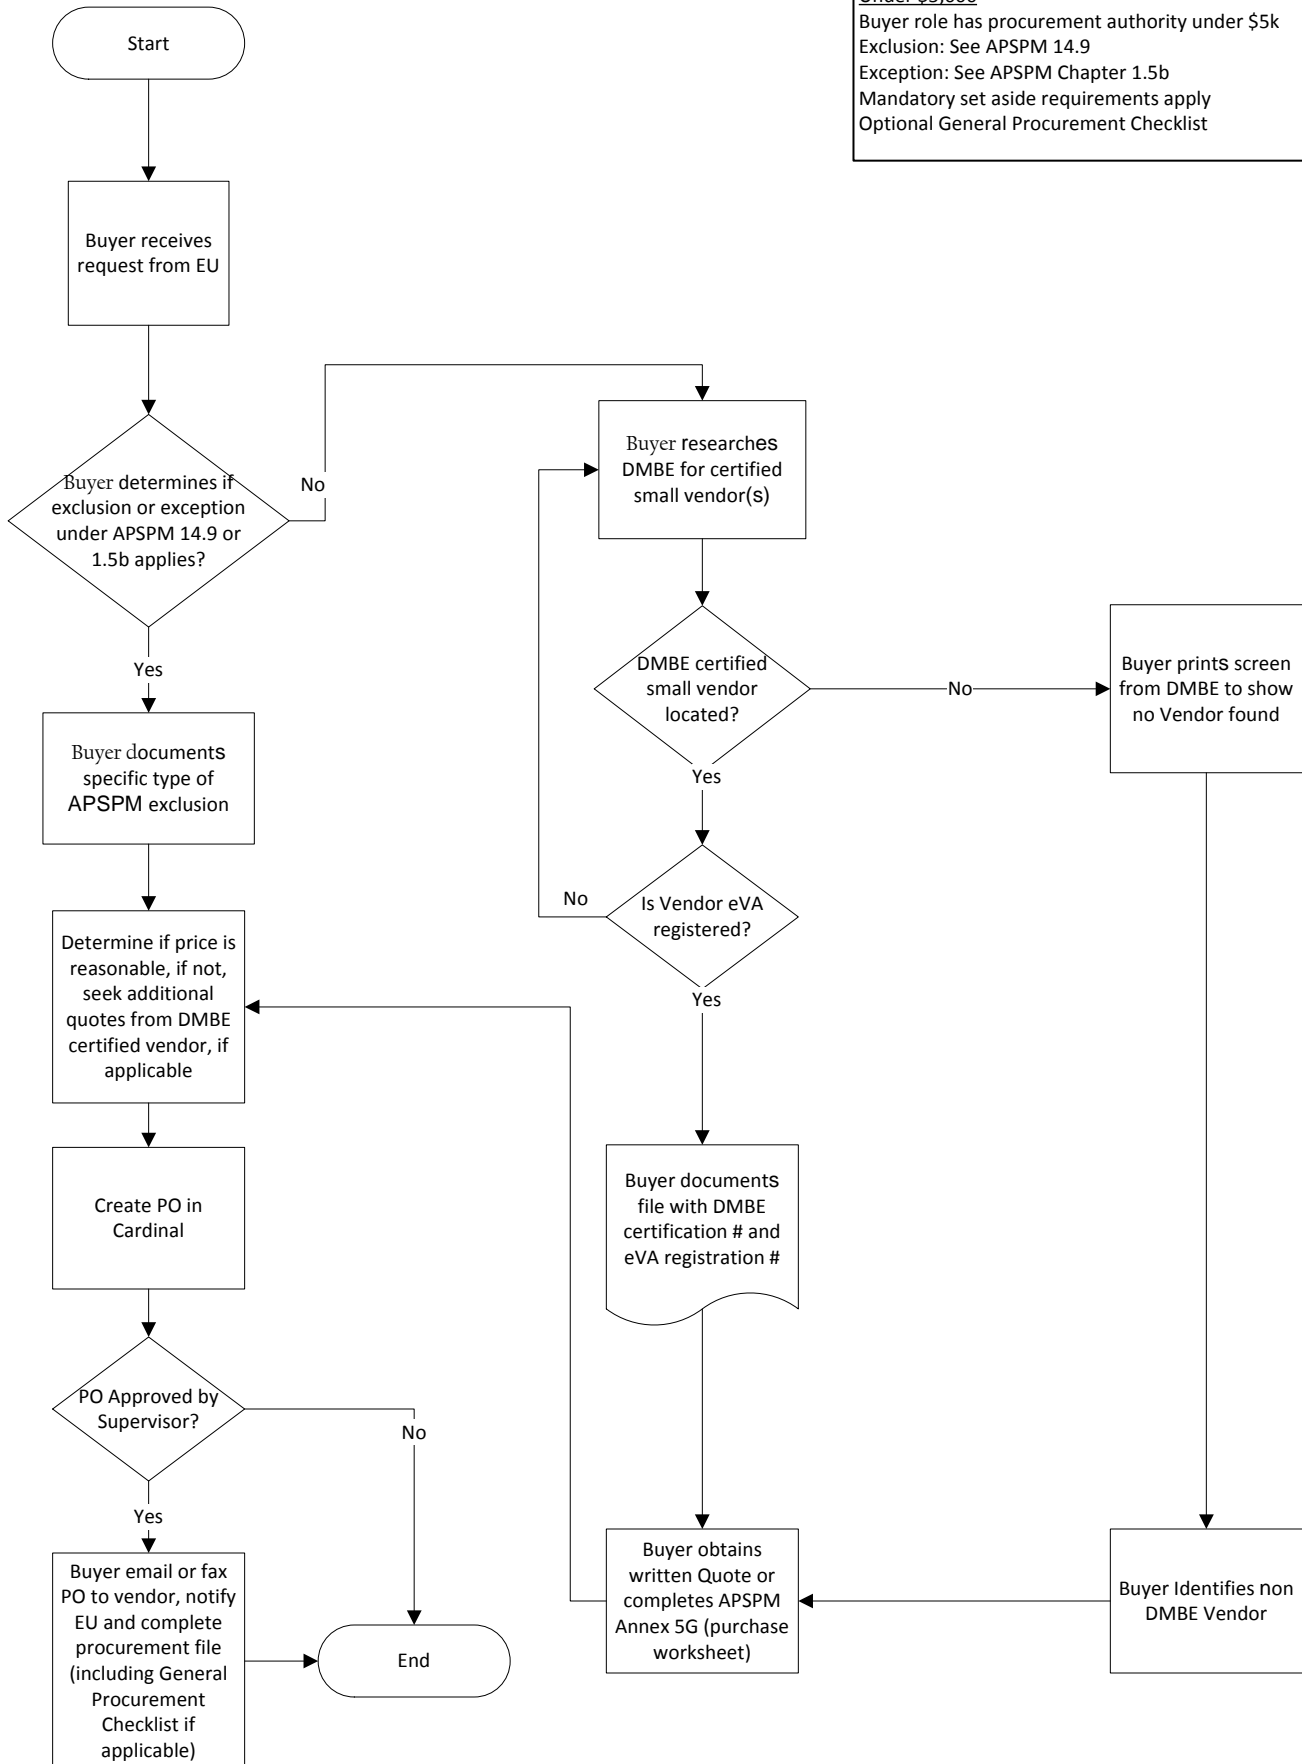 Start
Under $5,000
Buyer role has procurement authority under $5k
Exclusion: See APSPM 14.9
Exception: See APSPM Chapter 1.5b
Mandatory set aside requirements apply
Optional General Procurement Checklist
Buyer receives
request from EU
Buyer determines if
exclusion or exception
under APSPM 14.9 or
1.5b applies?
No
Yes
Buyer documents
specific type of
APSPM exclusion
Determine if price is
reasonable, if not,
seek additional
quotes from DMBE
certified vendor, if
applicable
Create PO in
Cardinal
PO Approved by
Supervisor?
No
Yes
Buyer email or fax
PO to vendor, notify
EU and complete
procurement file
(including General
Procurement
Checklist if
applicable)
End
Buyer researches
DMBE for certified
small vendor(s)
DMBE certified
small vendor
located?
No
Yes
Is Vendor eVA
registered?
No
Yes
Buyer documents
file with DMBE
certification # and
eVA registration #
Buyer obtains
written Quote or
completes APSPM
Annex 5G (purchase
worksheet)
Buyer prints screen
from DMBE to show
no Vendor found
Buyer Identifies non
DMBE Vendor